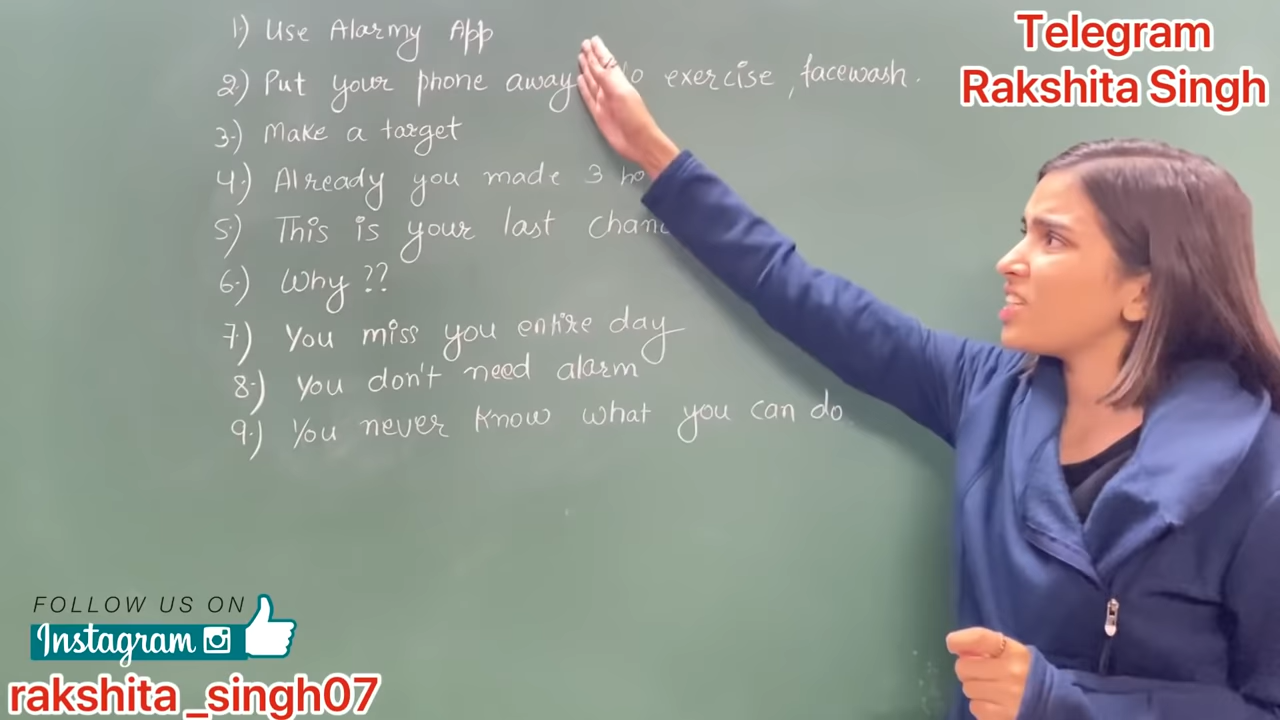 1.) Use Alarmy App
2.) Put your phone away exercise, facewash.
3.) Make a target
4.) Already you made 3
5.) This is your last
6.) Why ??
7.) You miss you entire day
8.) You don't need alarm
9.) You never know what you can do
Telegram
Rakshita Singh
FOLLOW US ON
Instagram
rakshita_singh07